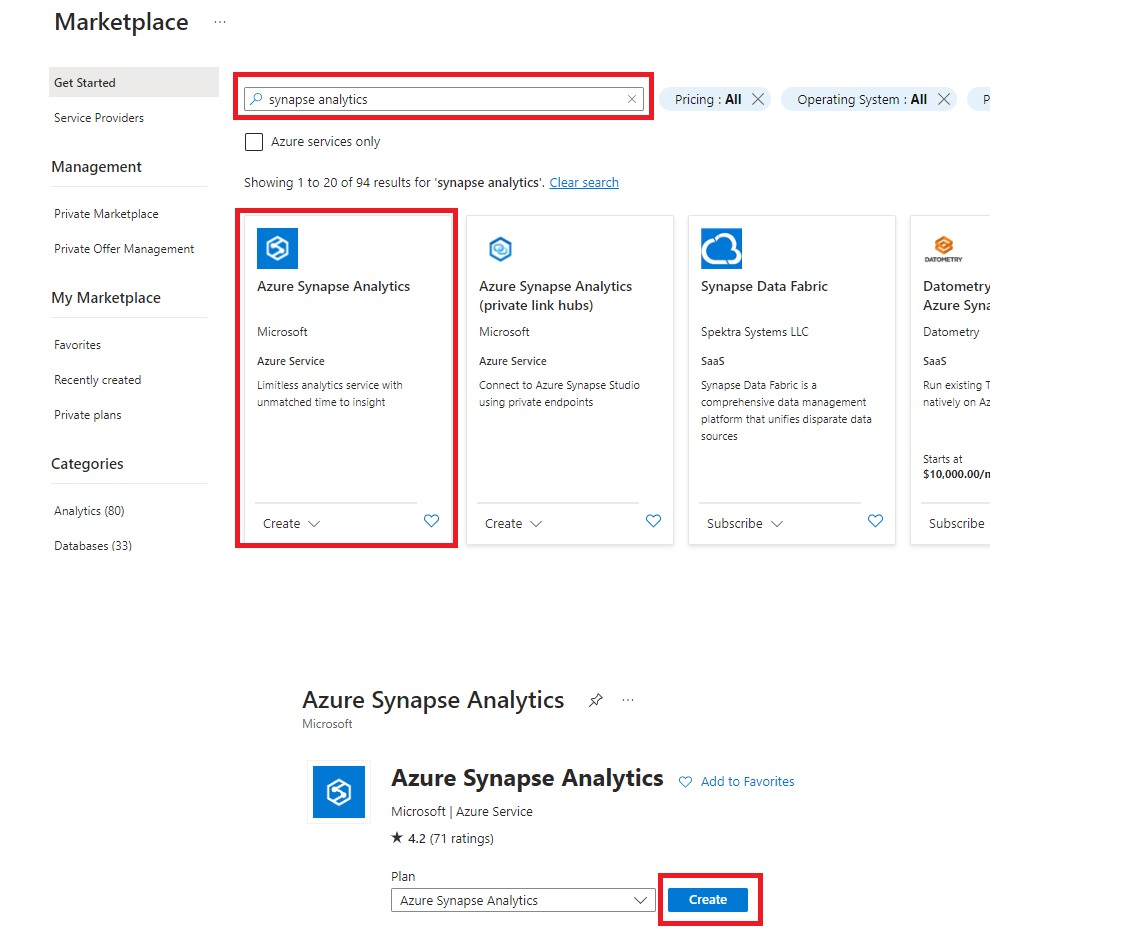 Marketplace ...
Get Started
Service Providers
Management
Private Marketplace
Private Offer Management
My Marketplace
Favorites
Recently created
Private plans
Categories
Analytics (80)
Databases (33)
synapse analytics
Pricing : All
Operating System : All
P
Azure services only
Showing 1 to 20 of 94 results for 'synapse analytics'. Clear search
Azure Synapse Analytics
Microsoft
Azure Service
Limitless analytics service with
unmatched time to insight
Create
Azure Synapse Analytics
(private link hubs)
Microsoft
Azure Service
Connect to Azure Synapse Studio
using private endpoints
Create
Synapse Data Fabric
Spektra Systems LLC
SaaS
Synapse Data Fabric is a
comprehensive data management
platform that unifies disparate data
sources
Subscribe
DATOMETRY
Datometry
Azure Syna
Datometry
SaaS
Run existing T
natively on Az
Starts at
$10,000.00/n
Subscribe
Azure Synapse Analytics ...
Microsoft
Azure Synapse Analytics
Add to Favorites
Microsoft | Azure Service
★ 4.2 (71 ratings)
Plan
Azure Synapse Analytics
Create